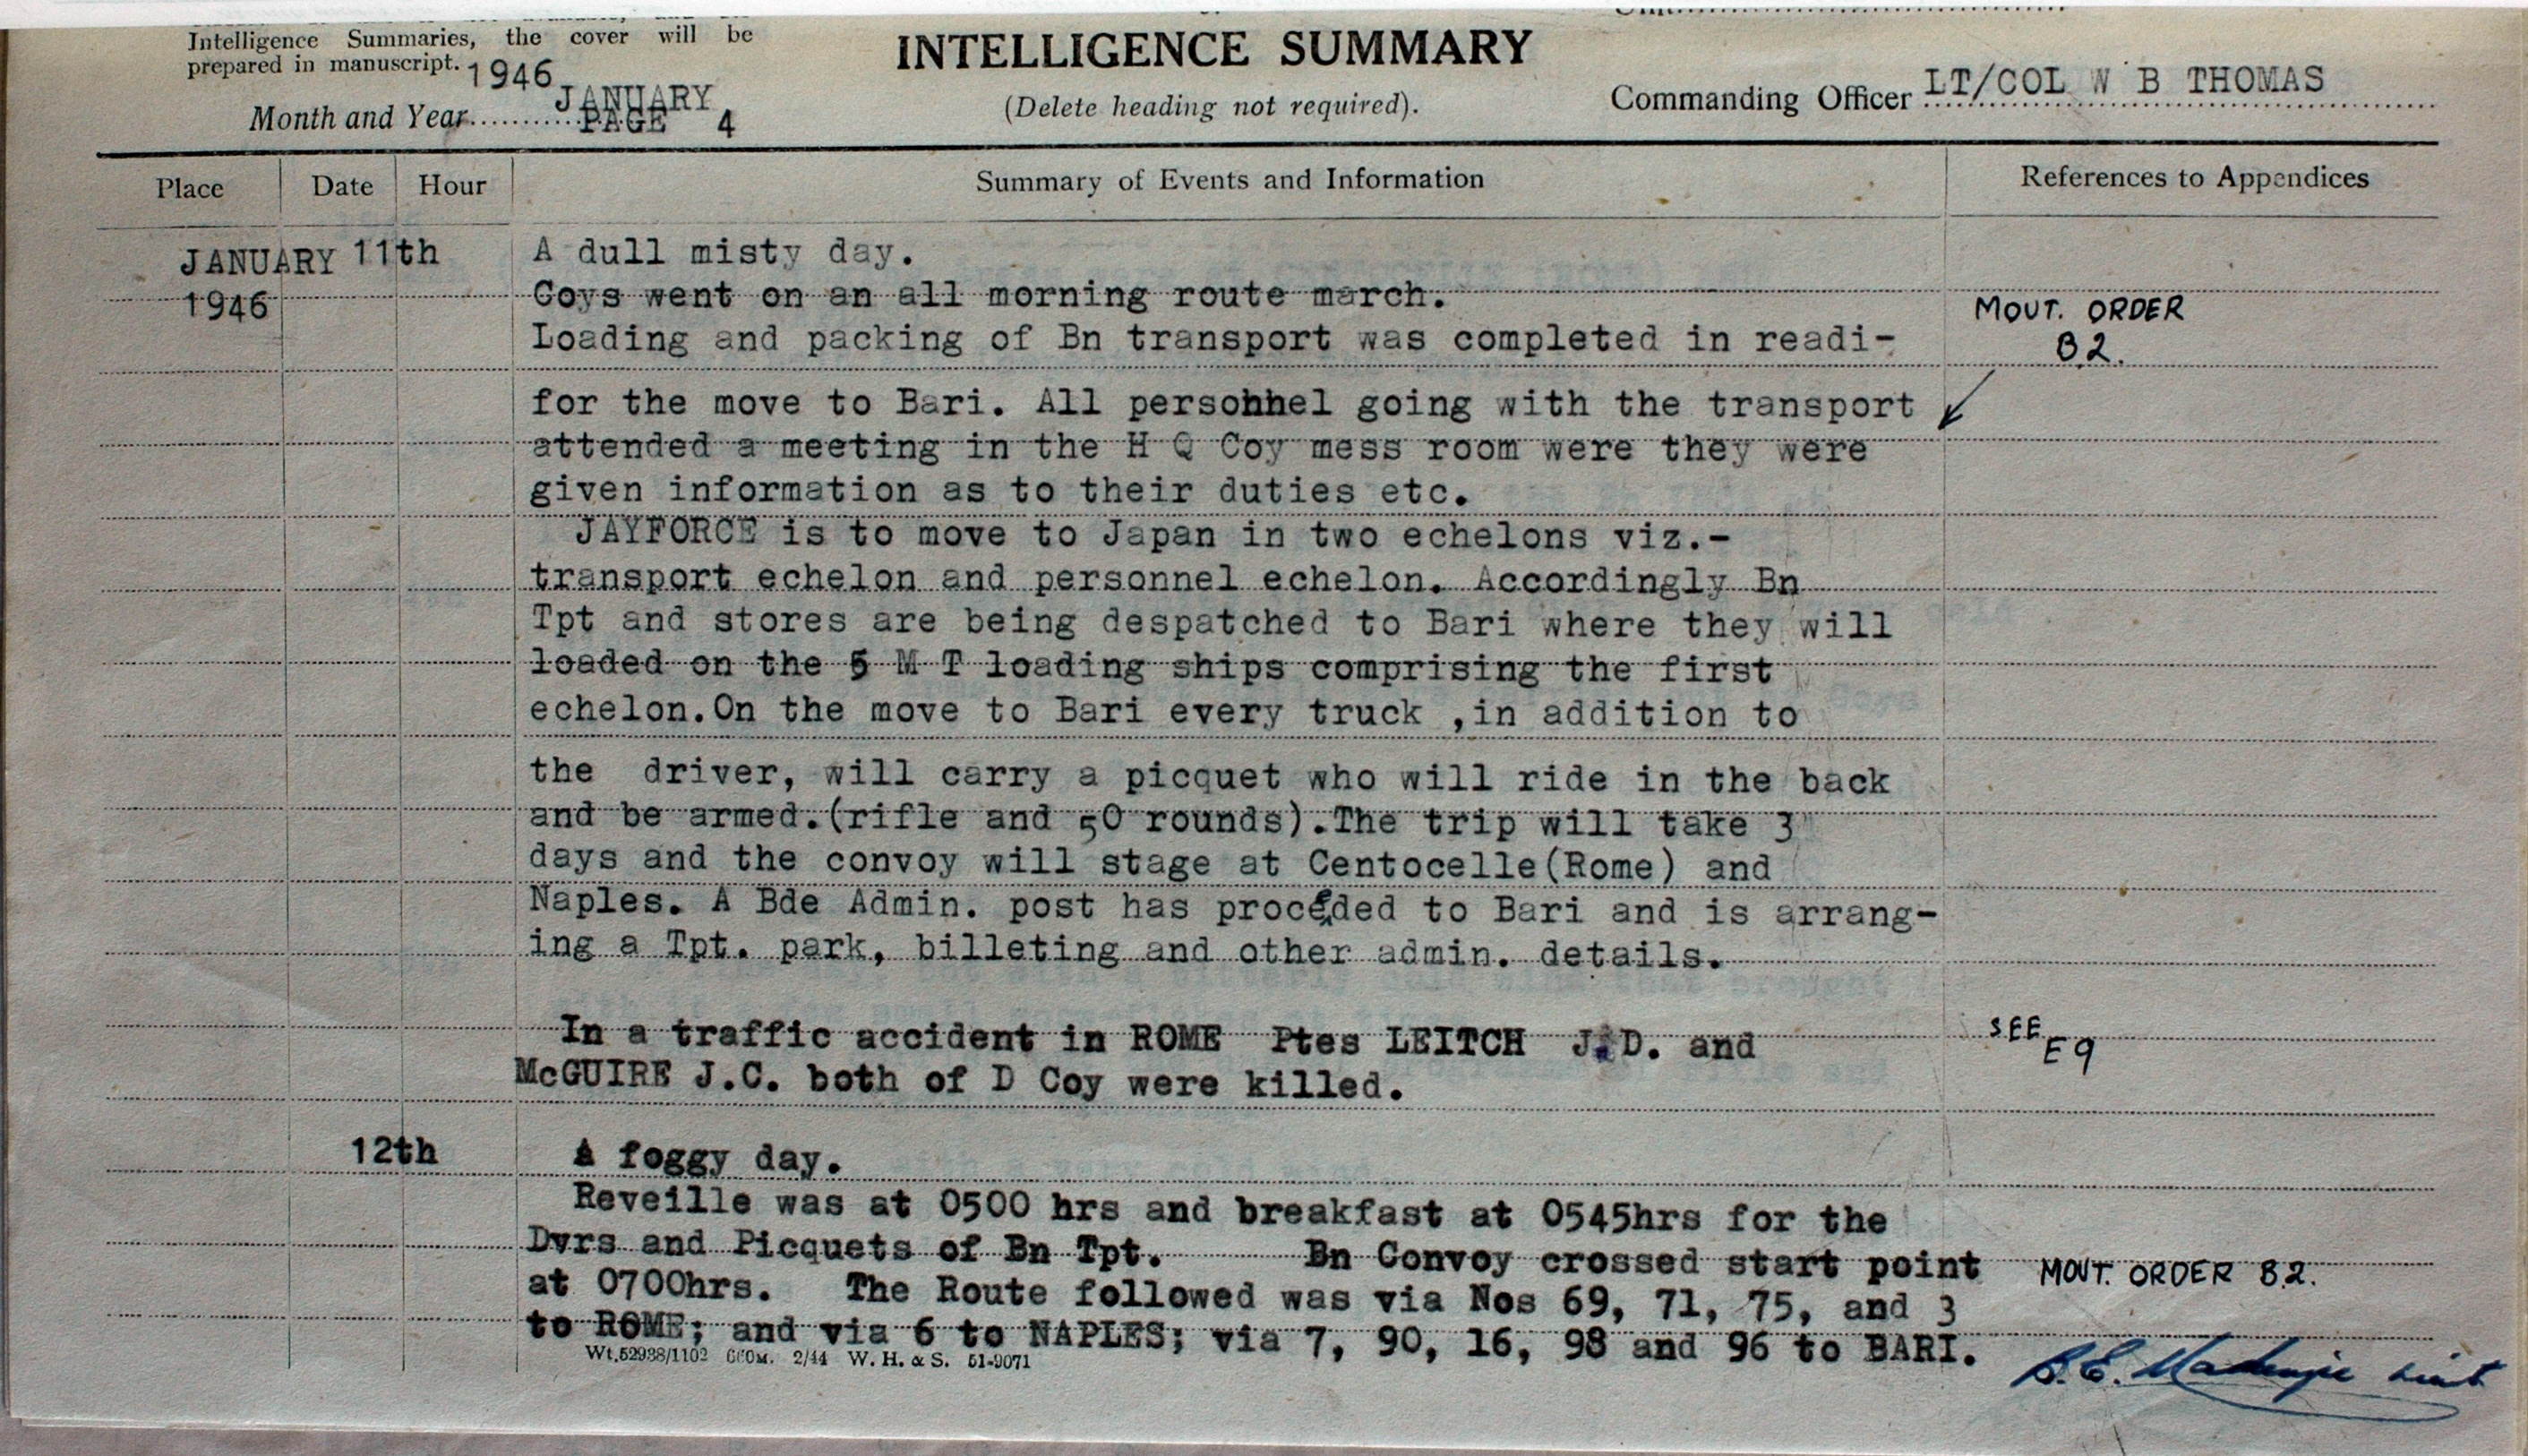 Intelligence Summaries, the cover will be
prepared in manuscript.
INTELLIGENCE SUMMARY
(Delete heading not required).
1946
Month and Year JANUARY
PAGE 4
Commanding Officer LT/COL W B THOMAS
Place Date Hour Summary of Events and Information References to Appendices
JANUARY 11th A dull misty day.
1946 Coys went on an all morning route march.
MOVT. ORDER
Loading and packing of Bn transport was completed in readi-
B2.
for the move to Bari. All personnel going with the transport
attended a meeting in the H Q Coy mess room were they were
given information as to their duties etc.
JAYFORCE is to move to Japan in two echelons viz.-
transport echelon and personnel echelon. Accordingly Bn
Tpt and stores are being despatched to Bari where they will
loaded on the 5 M T loading ships comprising the first
echelon.On the move to Bari every truck ,in addition to
the driver, will carry a picquet who will ride in the back
and be armed.(rifle and 50 rounds).The trip will take 3
days and the convoy will stage at Centocelle(Rome) and
Naples. A Bde Admin. post has proceded to Bari and is arrang-
ing a Tpt. park, billeting and other admin. details.
In a traffic accident in ROME Ptes LEITCH J.D. and SEE
E9
McGUIRE J.C. both of D Coy were killed.
12th A foggy day.
Reveille was at 0500 hrs and breakfast at 0545hrs for the
Dvrs and Picquets of Bn Tpt. Bn Convoy crossed start point MOVT. ORDER B2.
at 0700hrs. The Route followed was via Nos 69, 71, 75, and 3
to ROME; and via 6 to NAPLES; via 7, 90, 16, 98 and 96 to BARI.
Wt.52938/1102 660M. 2/44 W. H. & S. 51-9071